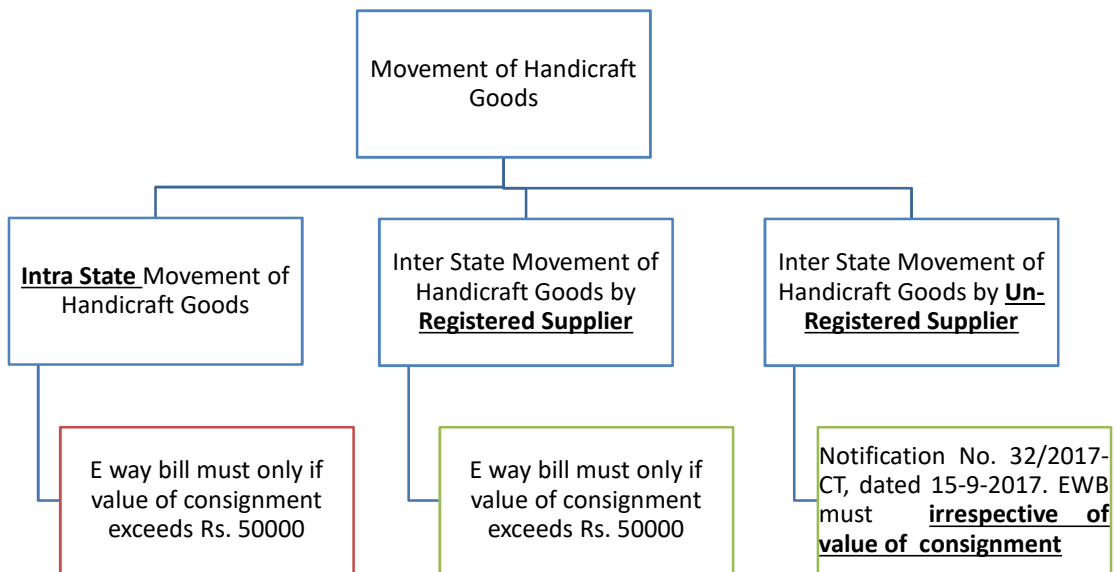 Movement of Handicraft
Goods
Intra State Movement of
Handicraft Goods
Inter State Movement of
Handicraft Goods by
Registered Supplier
Inter State Movement of
Handicraft Goods by Un-
Registered Supplier
E way bill must only if
value of consignment
exceeds Rs. 50000
E way bill must only if
value of consignment
exceeds Rs. 50000
Notification No. 32/2017-
CT, dated 15-9-2017. EWB
must irrespective of
value of consignment